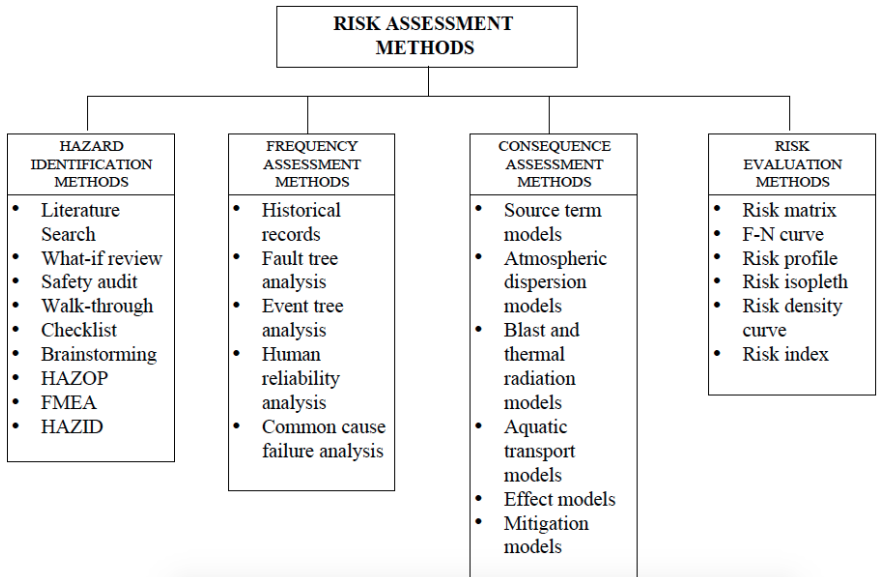 RISK ASSESSMENT
METHODS
HAZARD
IDENTIFICATION
METHODS
• Literature
Search
• What-if review
• Safety audit
• Walk-through
• Checklist
• Brainstorming
• HAZOP
• FMEA
• HAZID
FREQUENCY
ASSESSMENT
METHODS
• Historical
records
• Fault tree
analysis
• Event tree
analysis
• Human
reliability
analysis
• Common cause
failure analysis
CONSEQUENCE
ASSESSMENT
METHODS
• Source term
models
• Atmospheric
dispersion
models
• Blast and
thermal
radiation
models
• Aquatic
transport
models
• Effect models
• Mitigation
models
RISK
EVALUATION
METHODS
• Risk matrix
• F-N curve
• Risk profile
• Risk isopleth
• Risk density
curve
• Risk index